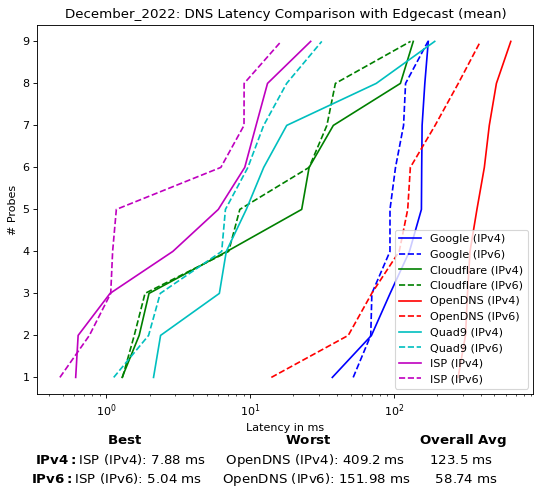 December_2022: DNS Latency Comparison with Edgecast (mean)
9
8
7
6
5
4
3
2
1
# Probes
Google (IPv4)
Google (IPv6)
Cloudflare (IPv4)
Cloudflare (IPv6)
OpenDNS (IPv4)
OpenDNS (IPv6)
Quad9 (IPv4)
Quad9 (IPv6)
ISP (IPv4)
ISP (IPv6)
10⁰ 10¹ 10²
Latency in ms
Best Worst Overall Avg
IPv4: ISP (IPv4): 7.88 ms OpenDNS (IPv4): 409.2 ms 123.5 ms
IPv6: ISP (IPv6): 5.04 ms OpenDNS (IPv6): 151.98 ms 58.74 ms